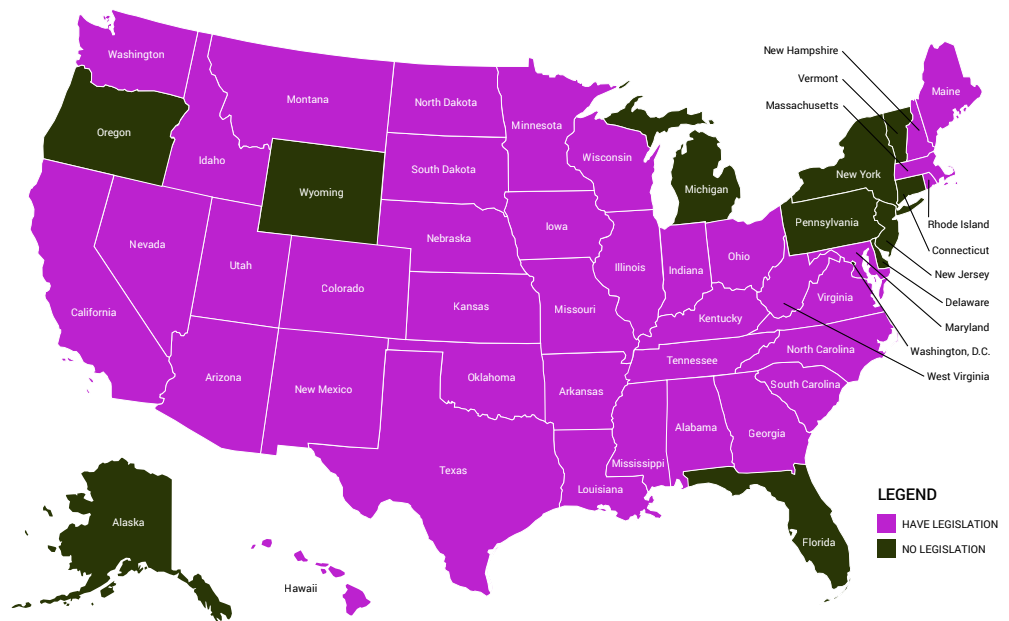 New Hampshire
Vermont
Washington
Maine
Massachusetts
Montana
North Dakota
Minnesota
Oregon
Wisconsin
Idaho
South Dakota
New York
Wyoming
Michigan
Pennsylvania
Rhode Island
Iowa
Nebraska
Nevada
Connecticut
Ohio
Utah
Illinois
Indiana
New Jersey
Colorado
Virginia
Delaware
Kansas
Missouri
California
Kentucky
Maryland
North Carolina
Washington, D.C.
Tennessee
Arizona
Oklahoma
West Virginia
South Carolina
New Mexico
Arkansas
Alabama
Georgia
Mississippi
Texas
Louisiana
LEGEND
Alaska
HAVE LEGISLATION
Florida
NO LEGISLATION
Hawaii